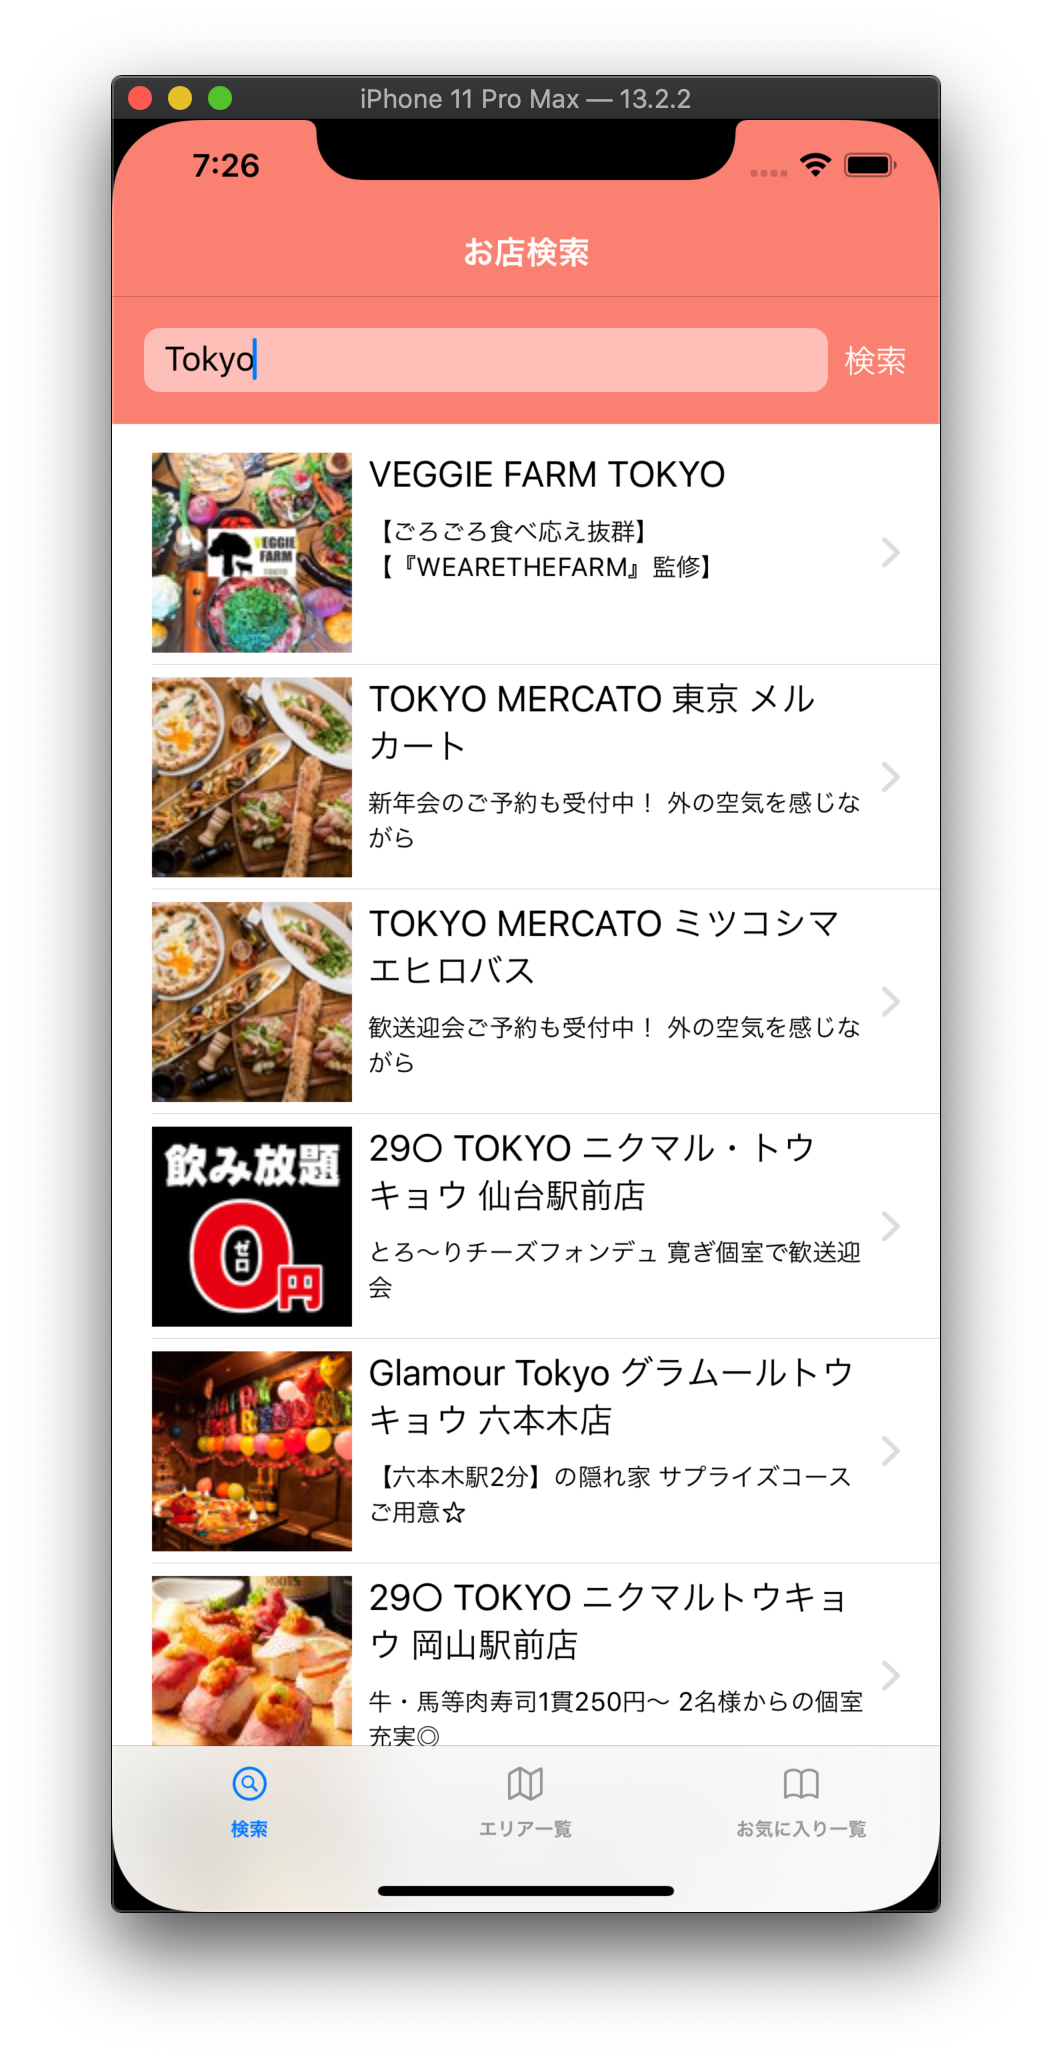 iPhone 11 Pro Max — 13.2.2
7:26
お店検索
Tokyo
検索
VEGGIE FARM TOKYO
【ごろごろ食べ応え抜群】
【『WEARETHEFARM』監修】
VEGGIE
FARM
TOKYO
TOKYO MERCATO 東京 メル
カート
新年会のご予約も受付中！ 外の空気を感じな
がら
TOKYO MERCATO ミツコシマ
エヒロバス
歓送迎会ご予約も受付中！ 外の空気を感じな
がら
飲み放題
0円
ゼロ
29〇 TOKYO ニクマル・トウ
キョウ 仙台駅前店
とろ〜りチーズフォンデュ 寛ぎ個室で歓送迎
会
Glamour Tokyo グラムールトウ
キョウ 六本木店
【六本木駅2分】の隠れ家 サプライズコース
ご用意☆
29〇 TOKYO ニクマルトウキョ
ウ 岡山駅前店
牛・馬等肉寿司1貫250円〜 2名様からの個室
充実◎
検索
エリア一覧
お気に入り一覧